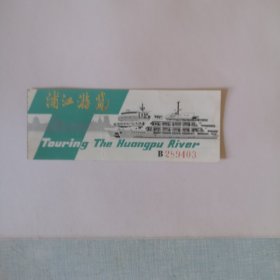 浦江游览
Touring The Huangpu River
B 289403